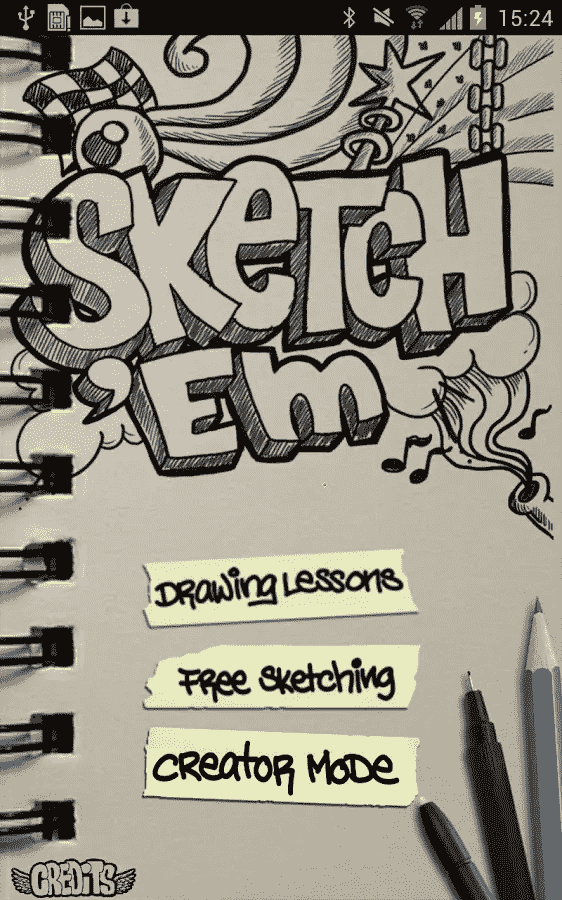 15:24
SKETCH
'Em
DRawing Lessons
FRee Sketching
CReatoR MoDe
CREDiTS